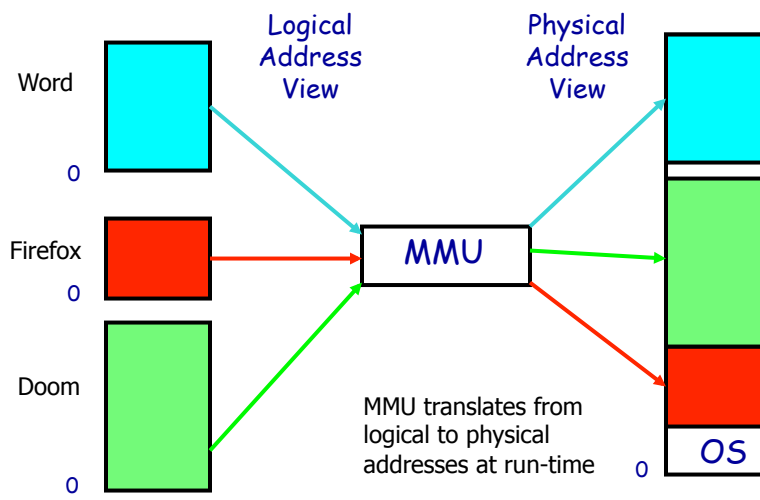 Logical
Address
View
Physical
Address
View
Word
0
Firefox
0
MMU
Doom
0
MMU translates from
logical to physical
addresses at run-time
0
OS